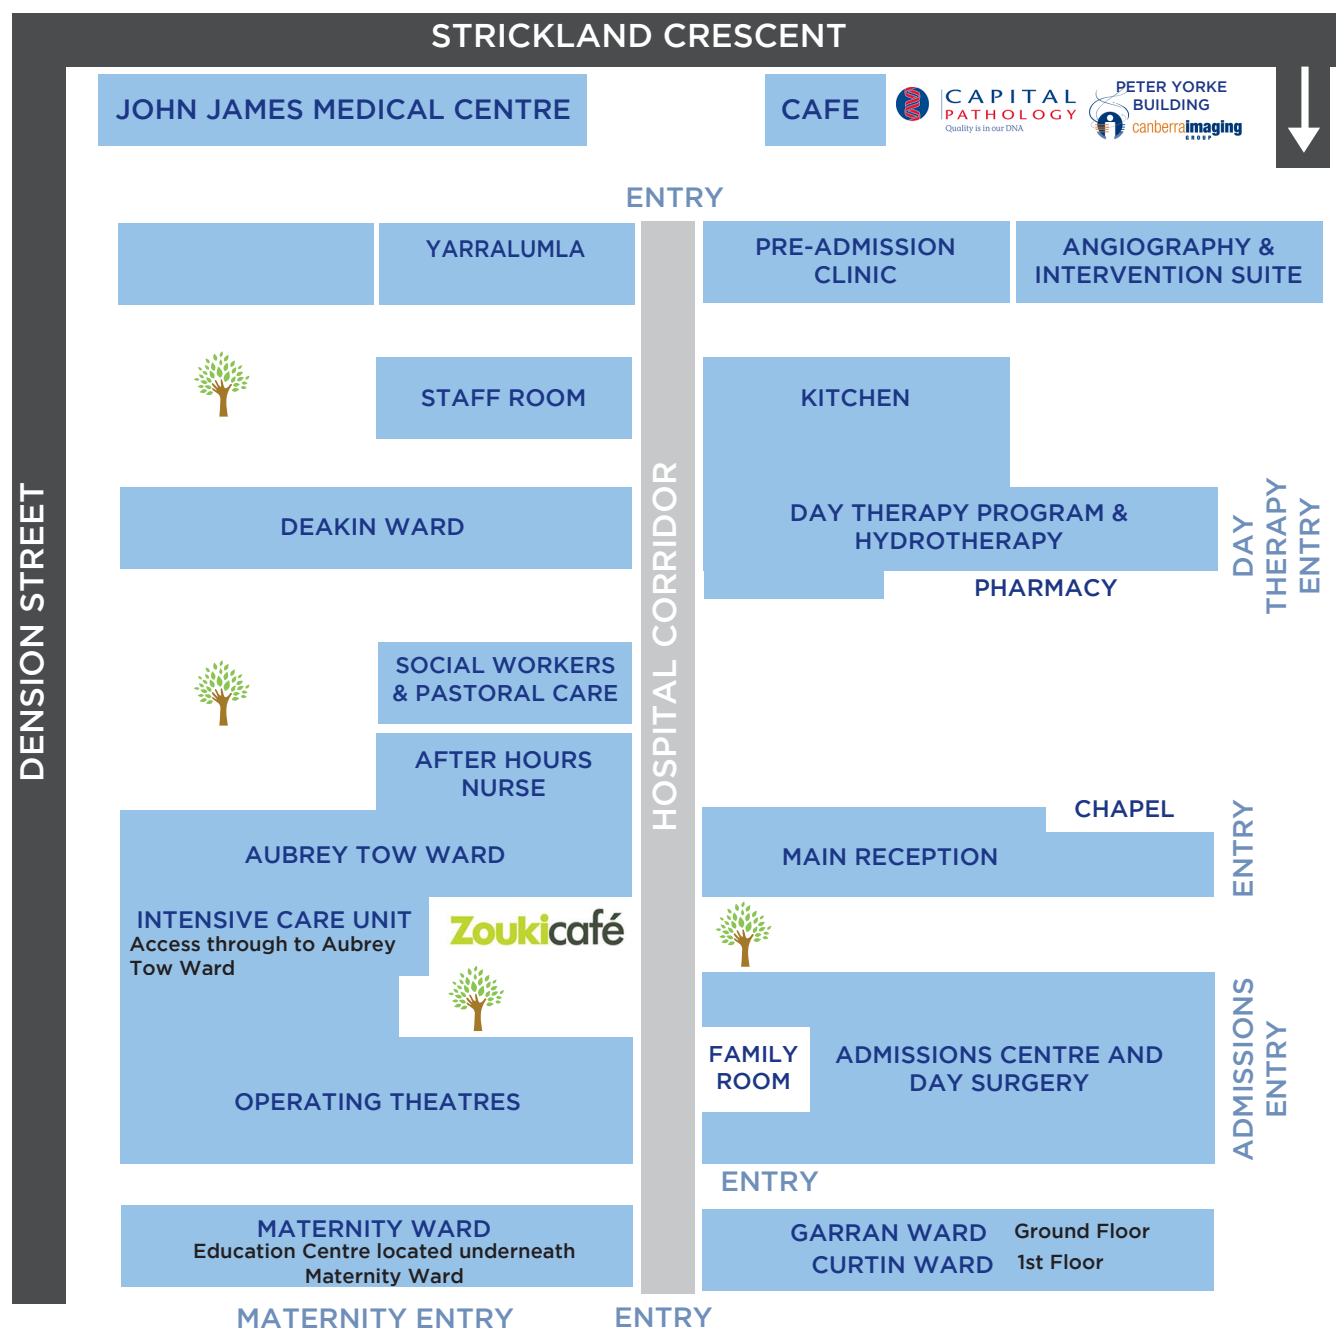 STRICKLAND CRESCENT
JOHN JAMES MEDICAL CENTRE
CAFE
CAPITAL
PATHOLOGY
Quality is in our DNA
PETER YORKE
BUILDING
canberraimaging
GROUP
ENTRY
YARRALUMLA
PRE-ADMISSION
CLINIC
ANGIOGRAPHY &
INTERVENTION SUITE
STAFF ROOM
KITCHEN
DENSION STREET
HOSPITAL CORRIDOR
DEAKIN WARD
DAY THERAPY PROGRAM &
HYDROTHERAPY
DAY
THERAPY
ENTRY
PHARMACY
SOCIAL WORKERS
& PASTORAL CARE
AFTER HOURS
NURSE
CHAPEL
ENTRY
AUBREY TOW WARD
MAIN RECEPTION
INTENSIVE CARE UNIT
Access through to Aubrey
Tow Ward
Zoukicafé
FAMILY
ROOM
ADMISSIONS CENTRE AND
DAY SURGERY
ADMISSIONS
ENTRY
OPERATING THEATRES
ENTRY
MATERNITY WARD
Education Centre located underneath
Maternity Ward
GARRAN WARD Ground Floor
CURTIN WARD 1st Floor
MATERNITY ENTRY
ENTRY